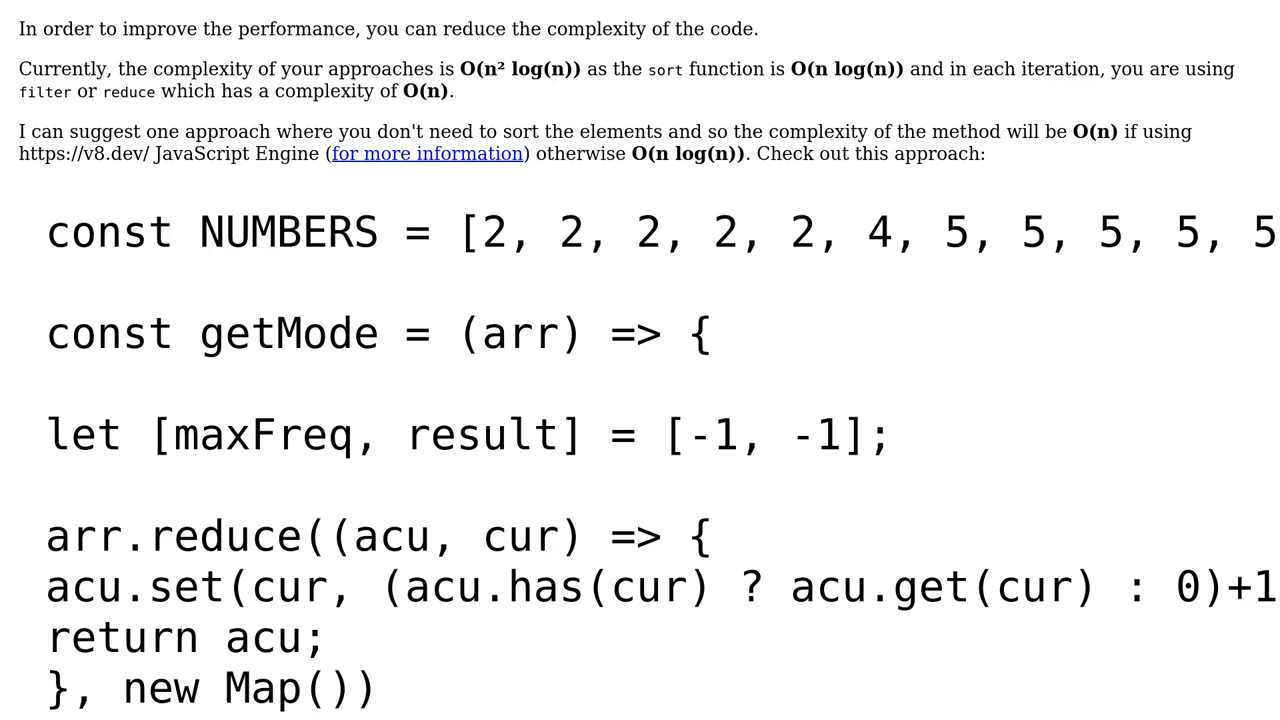 In order to improve the performance, you can reduce the complexity of the code.
Currently, the complexity of your approaches is O(n² log(n)) as the sort function is O(n log(n)) and in each iteration, you are using
filter or reduce which has a complexity of O(n).
I can suggest one approach where you don't need to sort the elements and so the complexity of the method will be O(n) if using
https://v8.dev/ JavaScript Engine (for more information) otherwise O(n log(n)). Check out this approach:
const NUMBERS = [2, 2, 2, 2, 2, 4, 5, 5, 5, 5, 5
const getMode = (arr) => {
let [maxFreq, result] = [-1, -1];
arr.reduce((acu, cur) => {
acu.set(cur, (acu.has(cur) ? acu.get(cur) : 0)+1
return acu;
}, new Map())